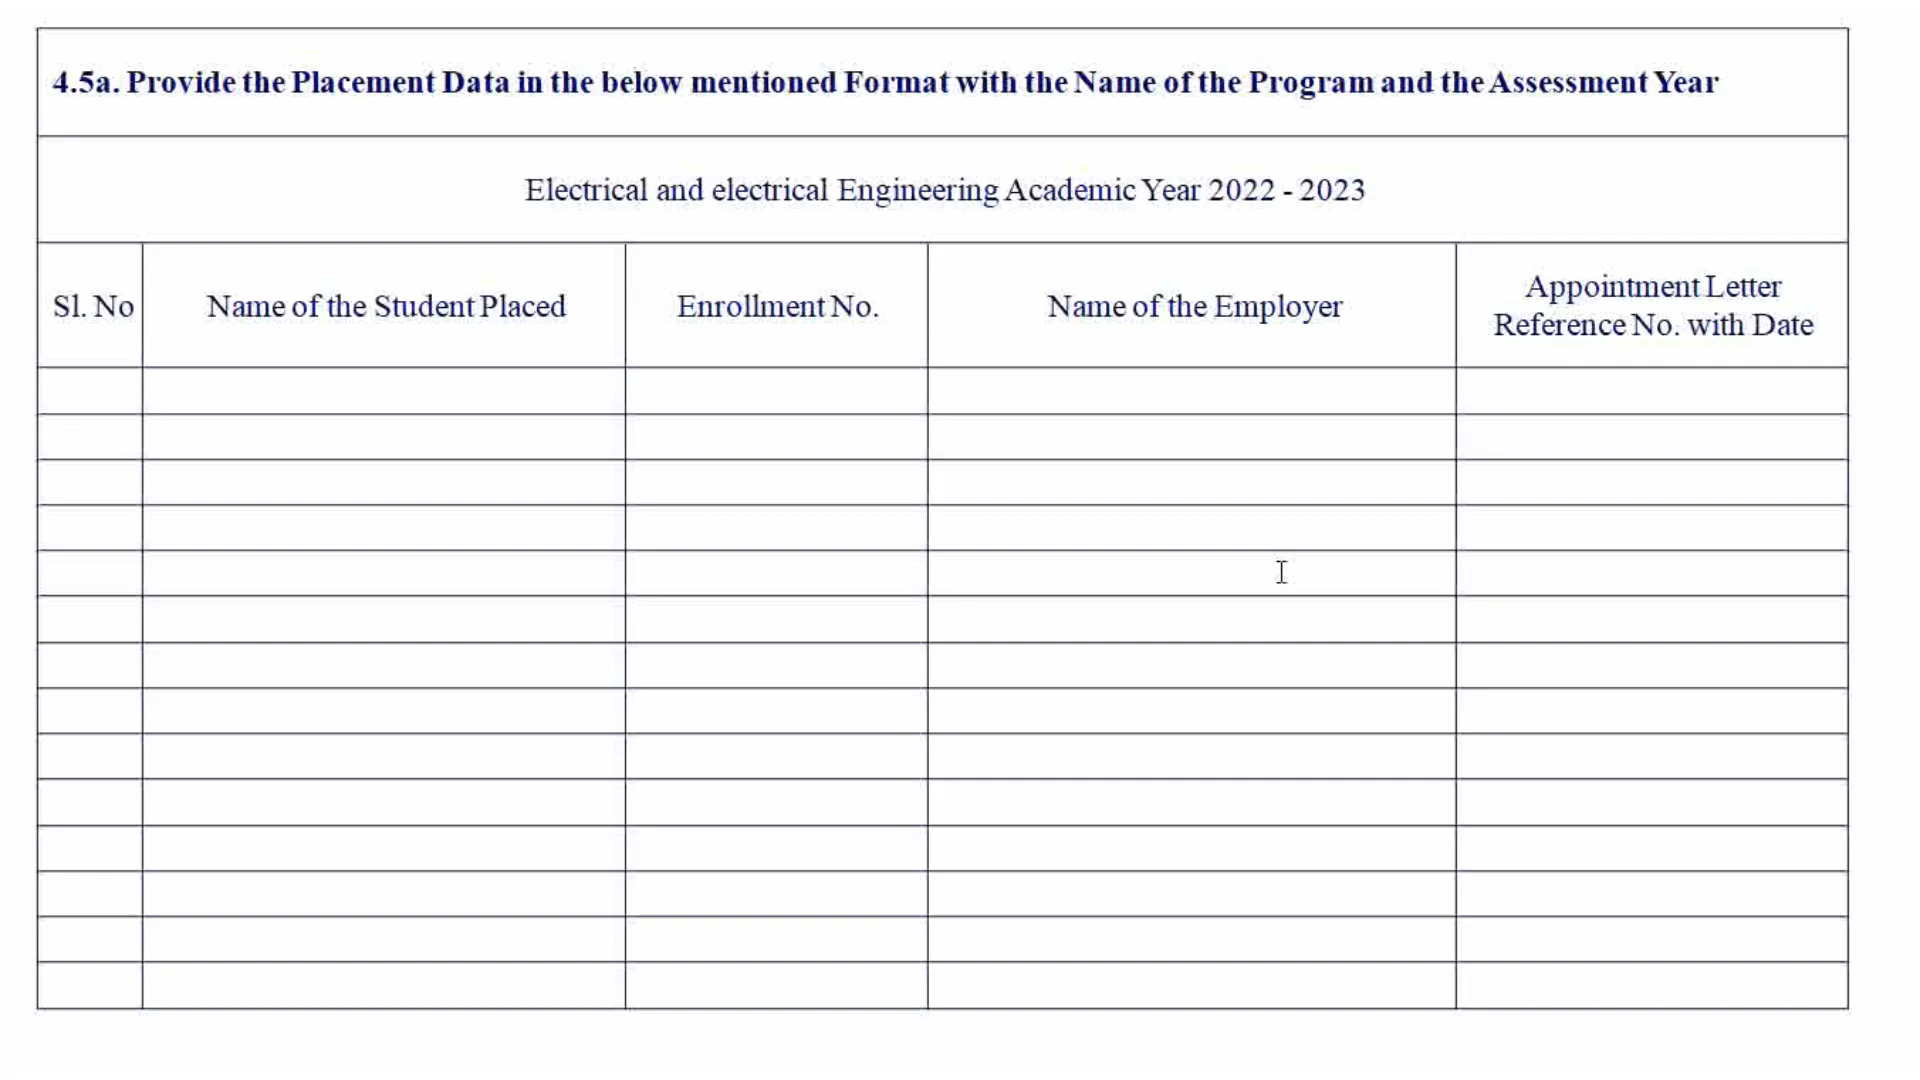 4.5a. Provide the Placement Data in the below mentioned Format with the Name of the Program and the Assessment Year
Electrical and electrical Engineering Academic Year 2022 - 2023
Sl. No
Name of the Student Placed
Enrollment No.
Name of the Employer
Appointment Letter
Reference No. with Date